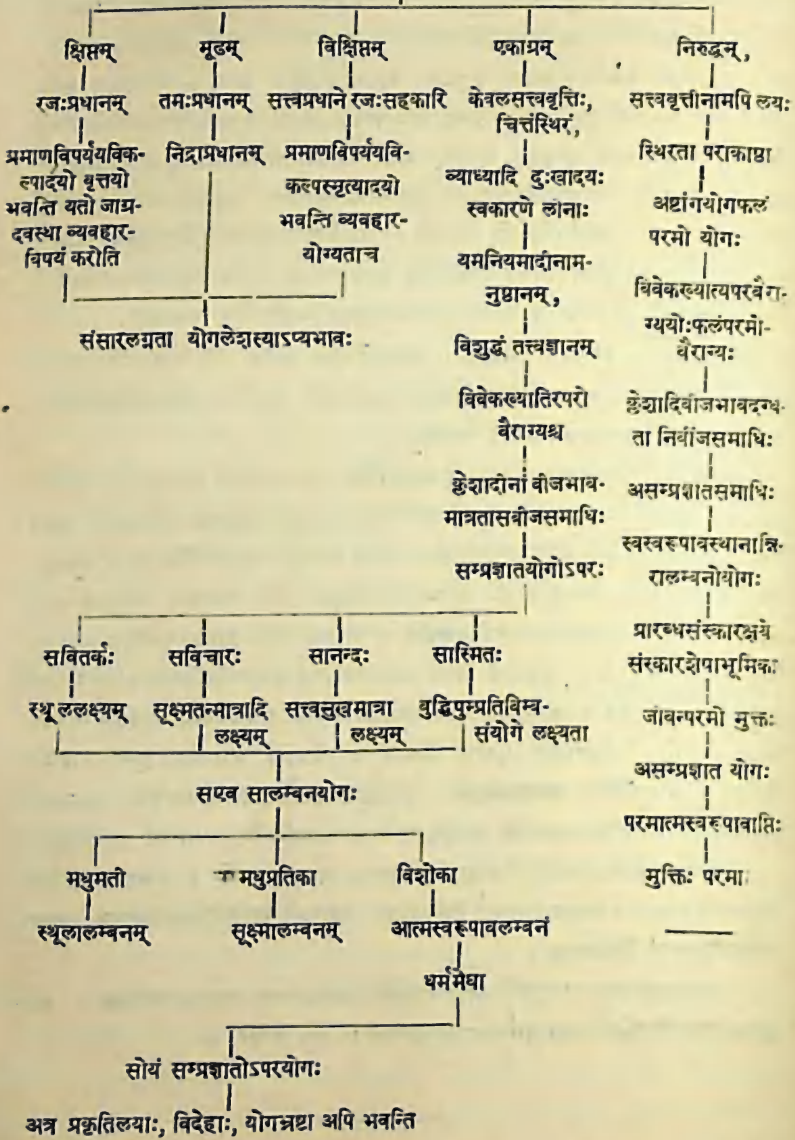 क्षिप्तम्
मूढम्
विक्षिप्तम्
एकाग्रम्
निरुद्धम्,
रजःप्रधानम्
प्रमाणविपर्ययविक-
ल्पादयो वृत्तयो
भवन्ति यतो जाग्र-
दवस्था व्यवहार-
विषयं करोति
तमःप्रधानम्
निद्राप्रधानम्
सत्त्वप्रधाने रजःसहकारि
प्रमाणविपर्ययवि-
कल्पस्मृत्यादयो
भवन्ति व्यवहार-
योग्यताच
संसारलग्नता योगलेशस्याऽप्यभावः
केवलसत्त्ववृत्तिः,
चित्तंस्थिरं,
व्याध्यादि दुःखादयः
स्वकारणे लीनाः
यमनियमादीनाम-
नुष्ठानम्,
विशुद्धं तत्त्वज्ञानम्
विवेकख्यातिरपरो
वैराग्यश्च
क्लेशादीनां बीजभाव-
मात्रतासबीजसमाधिः
सम्प्रज्ञातयोगोऽपरः
सत्त्ववृत्तीनामपि लयः
स्थिरता पराकाष्ठा
अष्टांगयोगफलं
परमो योगः
विवेकख्यात्यपरवैरा-
ग्ययोःफलंपरमो-
वैराग्यः
क्लेशादिबीजभावदग्ध-
ता निर्बीजसमाधिः
असम्प्रज्ञातसमाधिः
स्वस्वरूपावस्थानान्नि-
रालम्बनोयोगः
प्रारब्धसंस्कारक्षये
संस्कारशेषाभूमिका
जीवन्परमो मुक्तः
असम्प्रज्ञात योगः
परमात्मस्वरूपावाप्तिः
मुक्तिः परमा
सवितर्कः
सविचारः
सानन्दः
सास्मितः
स्थूललक्ष्यम्
सूक्ष्मतन्मात्रादि
लक्ष्यम्
सत्त्वसुखमात्रा
लक्ष्यम्
बुद्धिपुम्प्रतिविम्ब-
संयोगे लक्ष्यता
सएव सालम्बनयोगः
मधुमती
मधुप्रतिका
विशोका
स्थूलालम्बनम्
सूक्ष्मालम्बनम्
आत्मस्वरूपावलम्बनं
धर्ममेघा
सोयं सम्प्रज्ञातोऽपरयोगः
अत्र प्रकृतिलयाः, विदेहाः, योगभ्रष्टा अपि भवन्ति